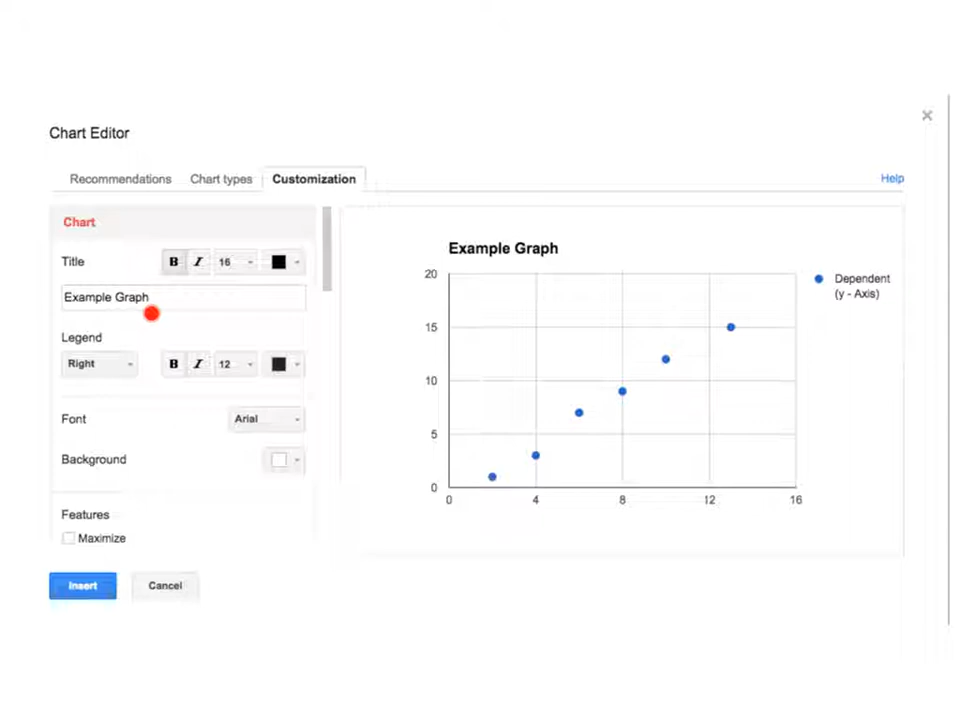 Chart Editor
Recommendations Chart types Customization Help
Chart
Title B I 16
Example Graph
Legend
Right B I 12
Font Arial
Background
Features
Maximize
Insert Cancel
Example Graph
20
15
10
5
0
0 4 8 12 16
Dependent
(y - Axis)